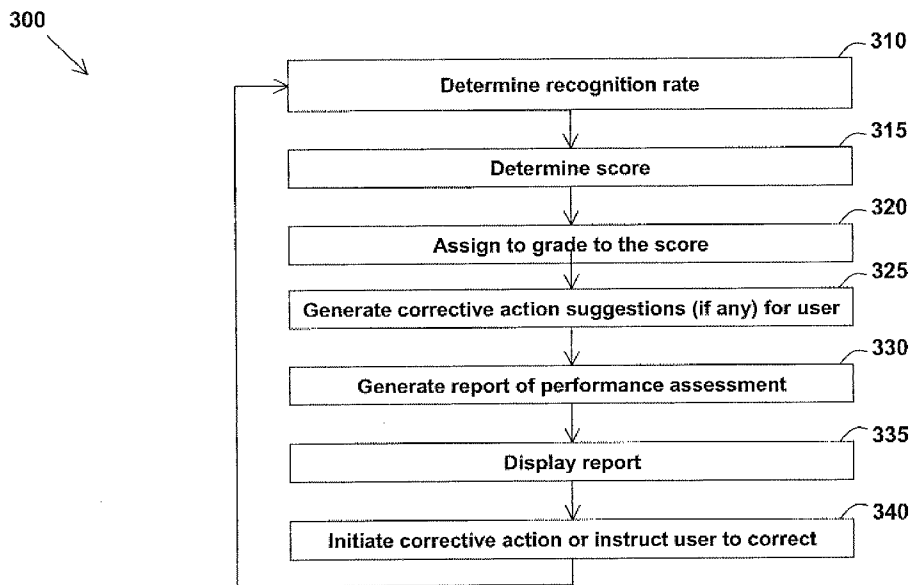 300
310
Determine recognition rate
315
Determine score
320
Assign to grade to the score
325
Generate corrective action suggestions (if any) for user
330
Generate report of performance assessment
335
Display report
340
Initiate corrective action or instruct user to correct